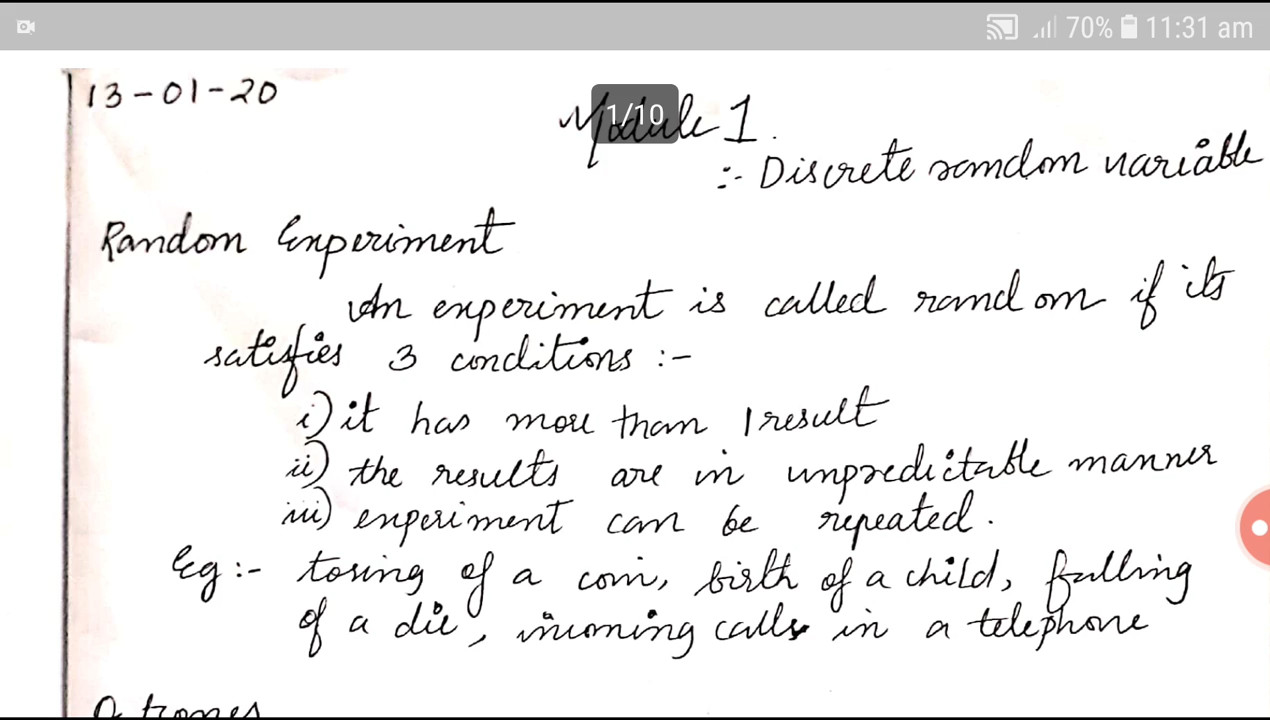 70% 11:31 am
13-01-20
1/10
Module 1.
:- Discrete random variable
Random Experiment
An experiment is called random if its
satisfies 3 conditions :-
i) it has more than 1 result
ii) the results are in unpredictable manner
iii) experiment can be repeated.
Eg :- tosing of a coin, birth of a child, falling
of a die, incoming calls in a telephone